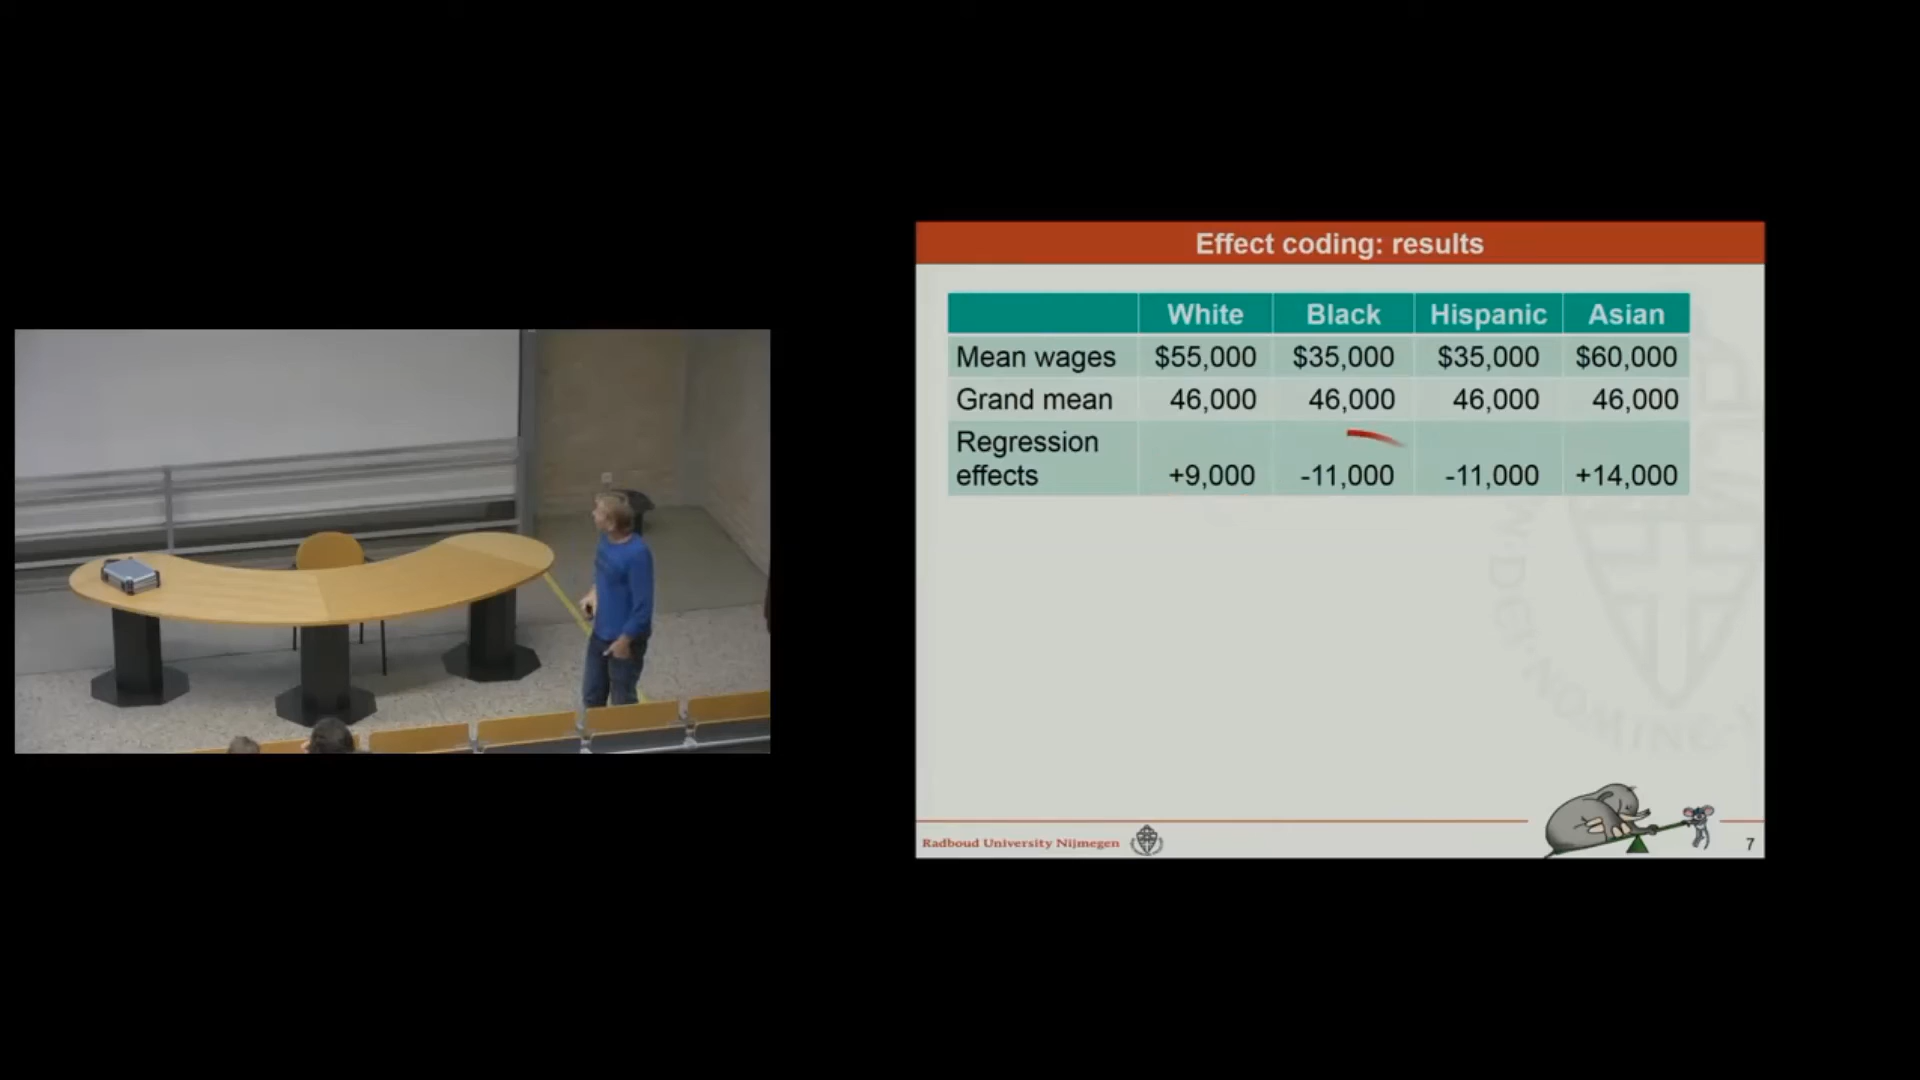 Effect coding: results
White Black Hispanic Asian
Mean wages $55,000 $35,000 $35,000 $60,000
Grand mean 46,000 46,000 46,000 46,000
Regression
effects +9,000 -11,000 -11,000 +14,000
Radboud University Nijmegen
7